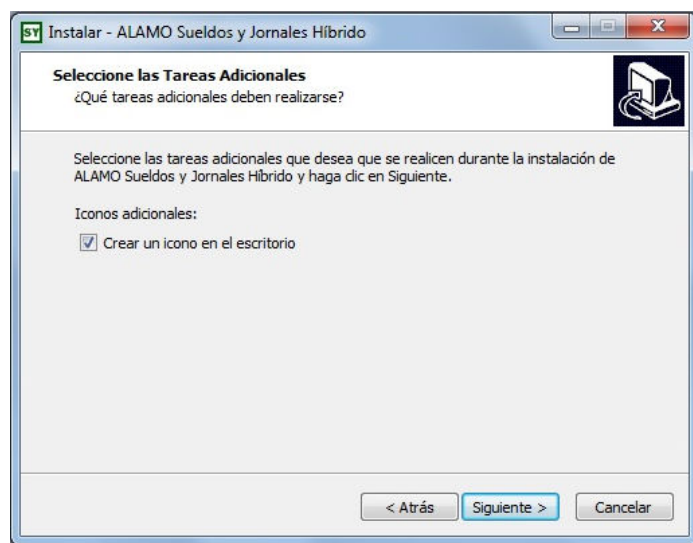 SY Instalar - ALAMO Sueldos y Jornales Híbrido
Seleccione las Tareas Adicionales
¿Qué tareas adicionales deben realizarse?
Seleccione las tareas adicionales que desea que se realicen durante la instalación de
ALAMO Sueldos y Jornales Híbrido y haga clic en Siguiente.
Iconos adicionales:
Crear un icono en el escritorio
< Atrás Siguiente > Cancelar